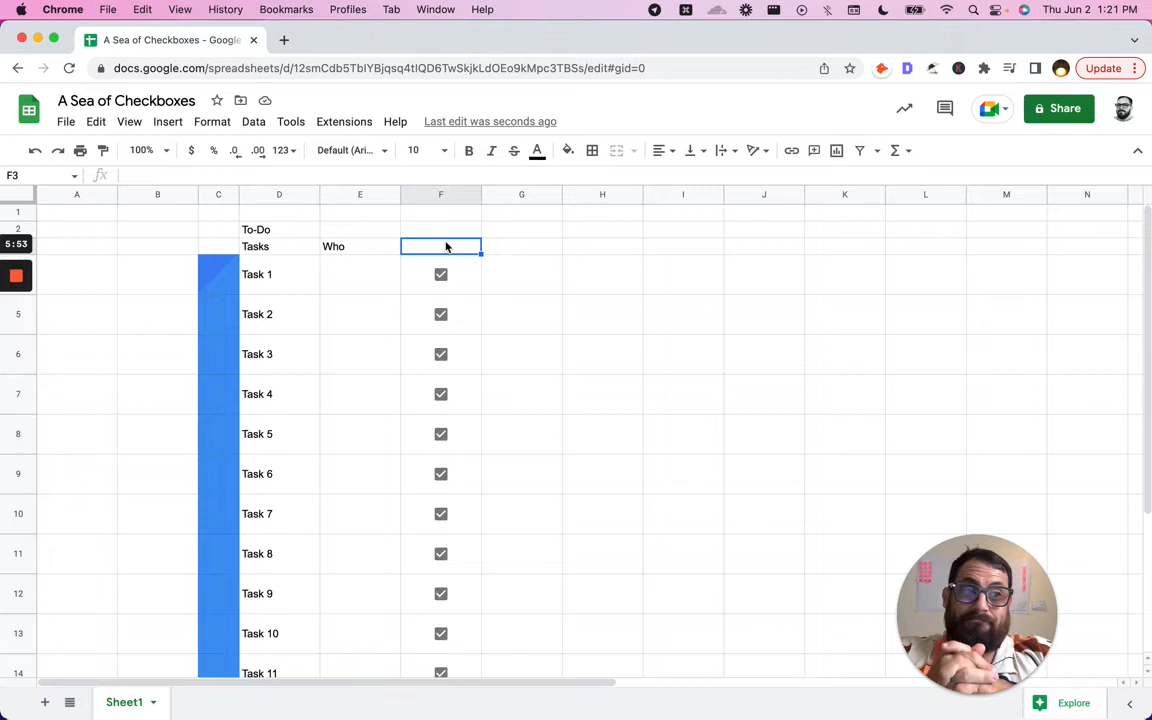 Chrome File Edit View History Bookmarks Profiles Tab Window Help Thu Jun 2 1:21 PM
A Sea of Checkboxes - Google
docs.google.com/spreadsheets/d/12smCdb5TbIYBjqsq4tIQD6TwSkjkLdOEo9kMpc3TBSs/edit#gid=0 Update
A Sea of Checkboxes
File Edit View Insert Format Data Tools Extensions Help Last edit was seconds ago
Share
100% $ % .0 .00 123 Default (Ari... 10 B I S A Σ
F3 fx
A B C D E F G H I J K L M N
1
2 To-Do
5:53 Tasks Who
Task 1
5 Task 2
6 Task 3
7 Task 4
8 Task 5
9 Task 6
10 Task 7
11 Task 8
12 Task 9
13 Task 10
14 Task 11
Sheet1 Explore